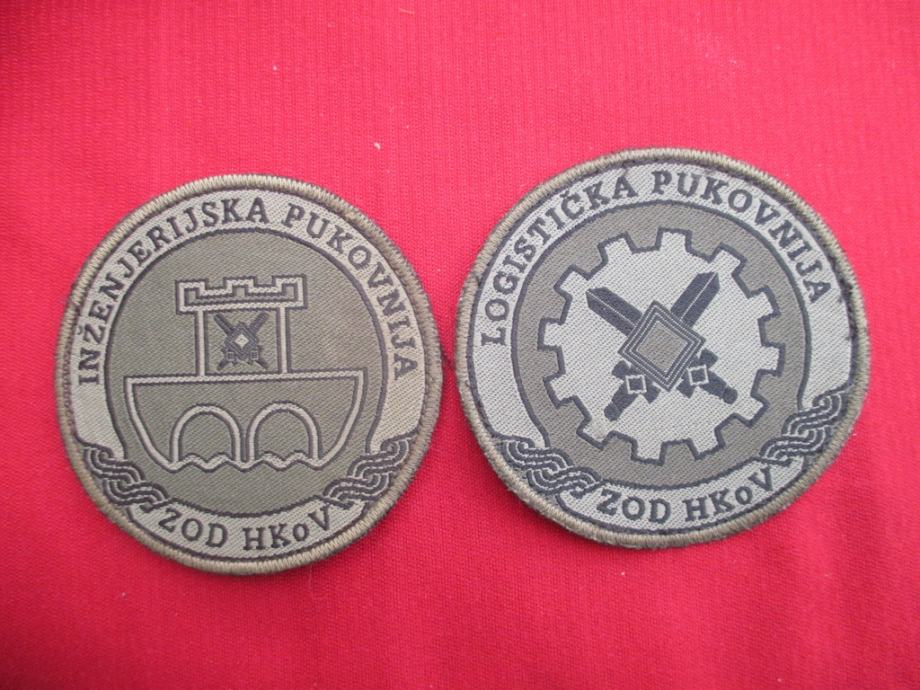 INŽENJERIJSKA PUKOVNIJA
ZOD HKoV
LOGISTIČKA PUKOVNIJA
ZOD HKoV